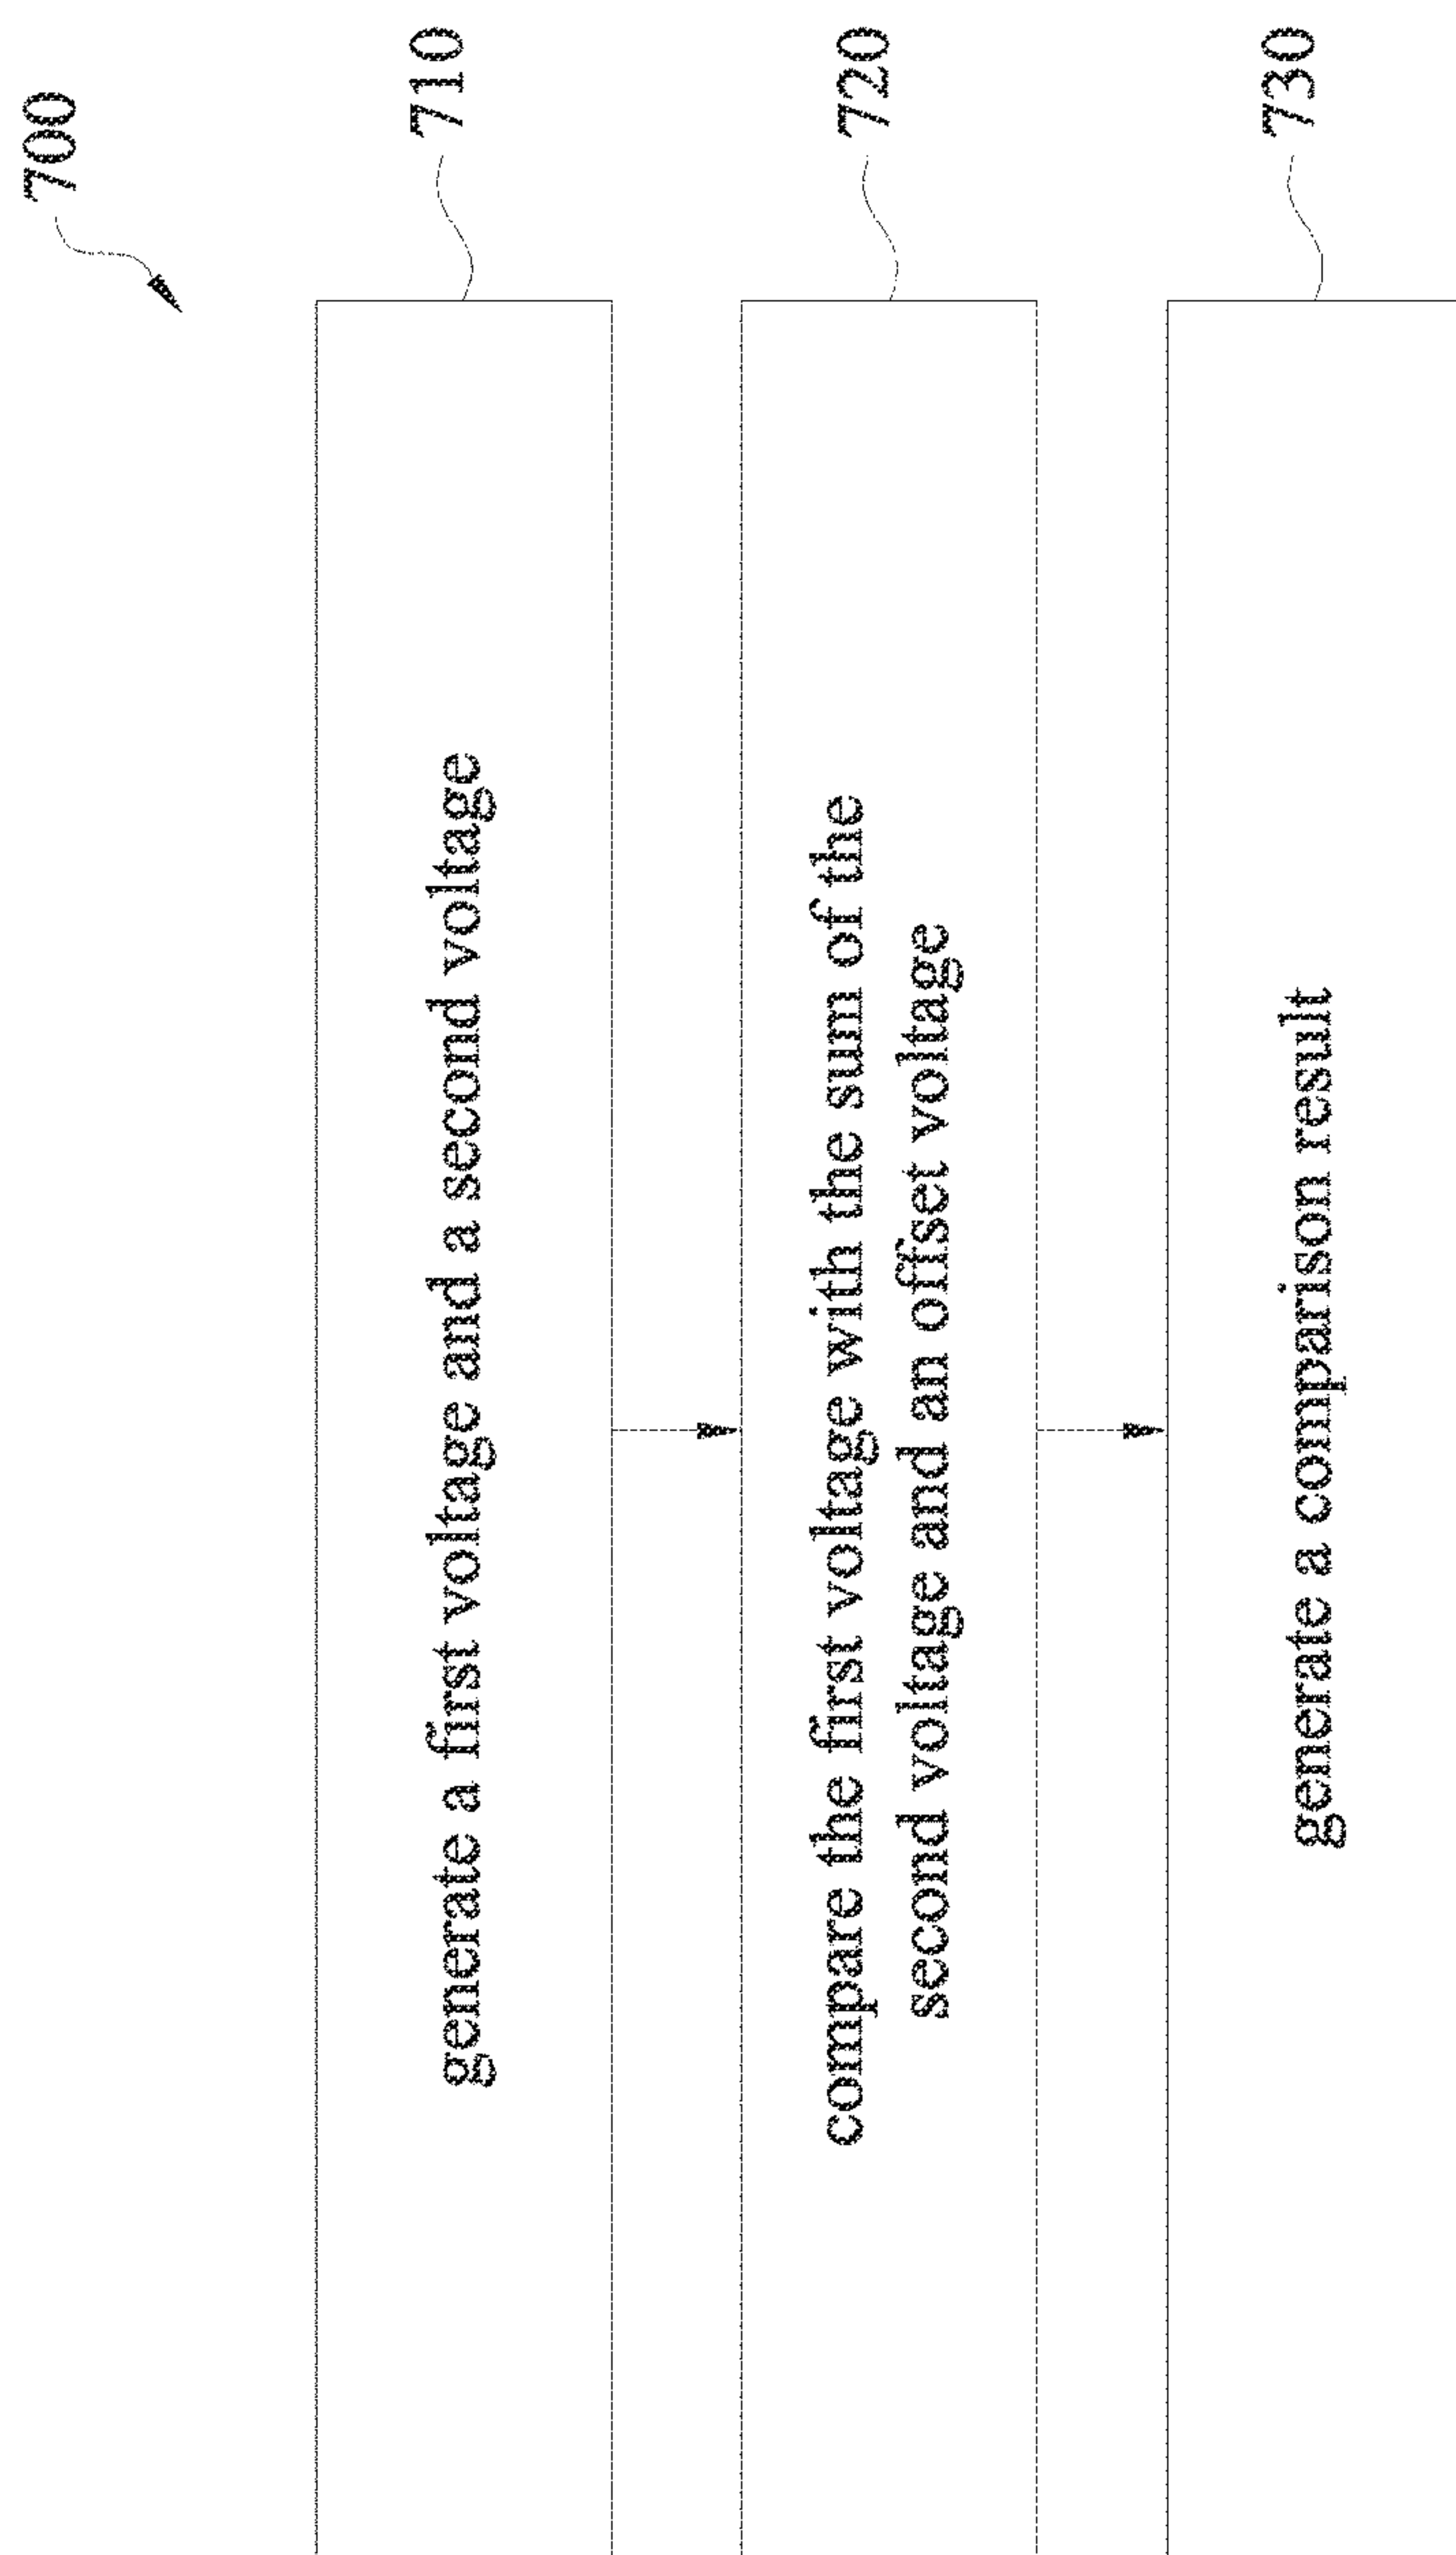 700
710
generate a first voltage and a second voltage
720
compare the first voltage with the sum of the
second voltage and an offset voltage
730
generate a comparison result